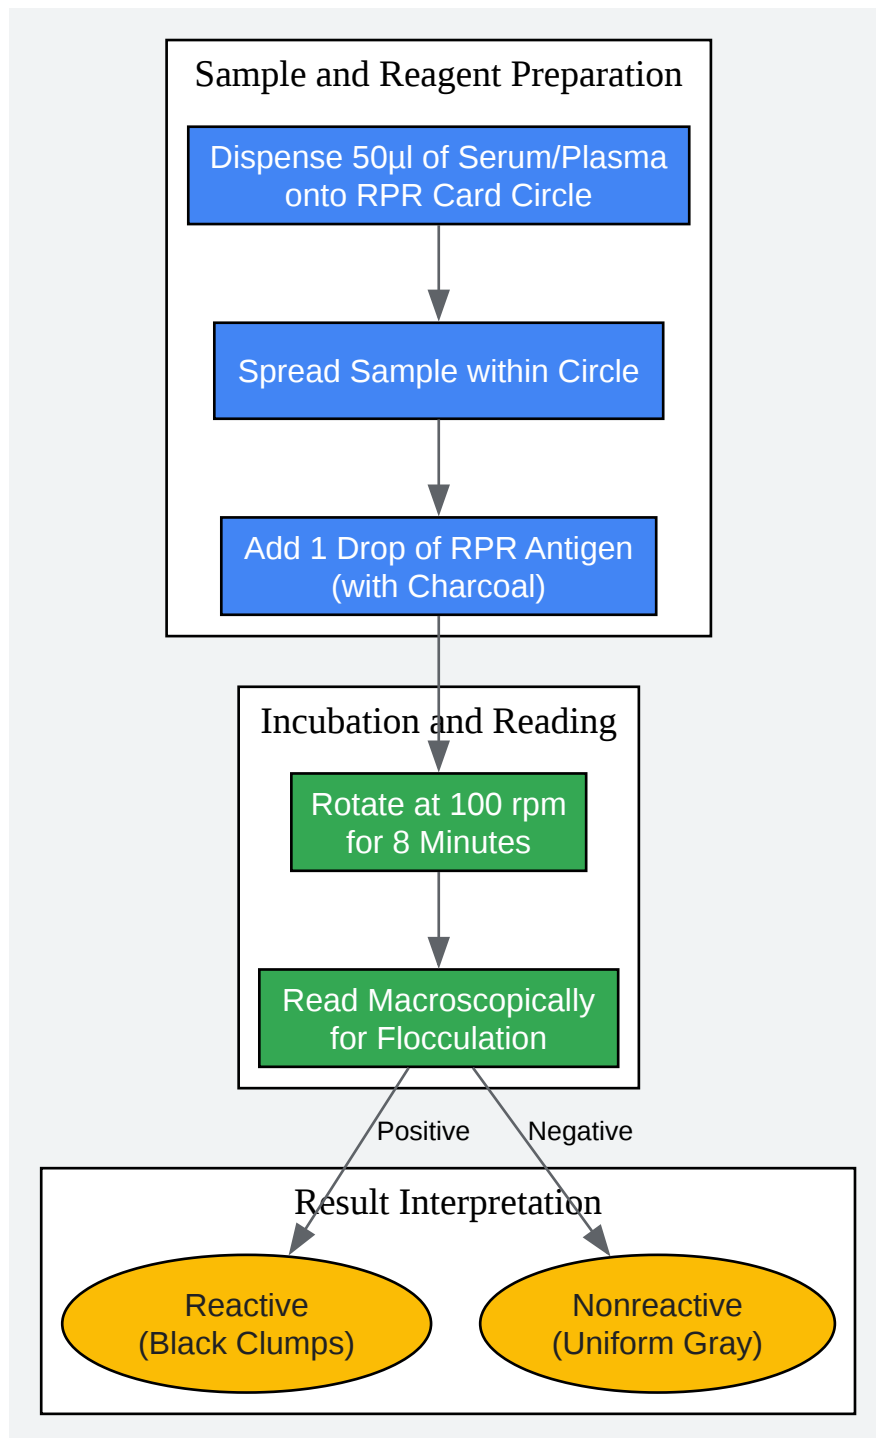 Sample and Reagent Preparation
Dispense 50µl of Serum/Plasma
onto RPR Card Circle
Spread Sample within Circle
Add 1 Drop of RPR Antigen
(with Charcoal)
Incubation and Reading
Rotate at 100 rpm
for 8 Minutes
Read Macroscopically
for Flocculation
Positive
Negative
Result Interpretation
Reactive
(Black Clumps)
Nonreactive
(Uniform Gray)